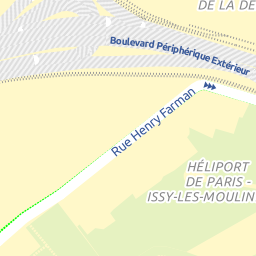 DE LA DE
Boulevard Périphérique Extérieur
Rue Henry Farman
HÉLIPORT
DE PARIS -
ISSY-LES-MOULIN